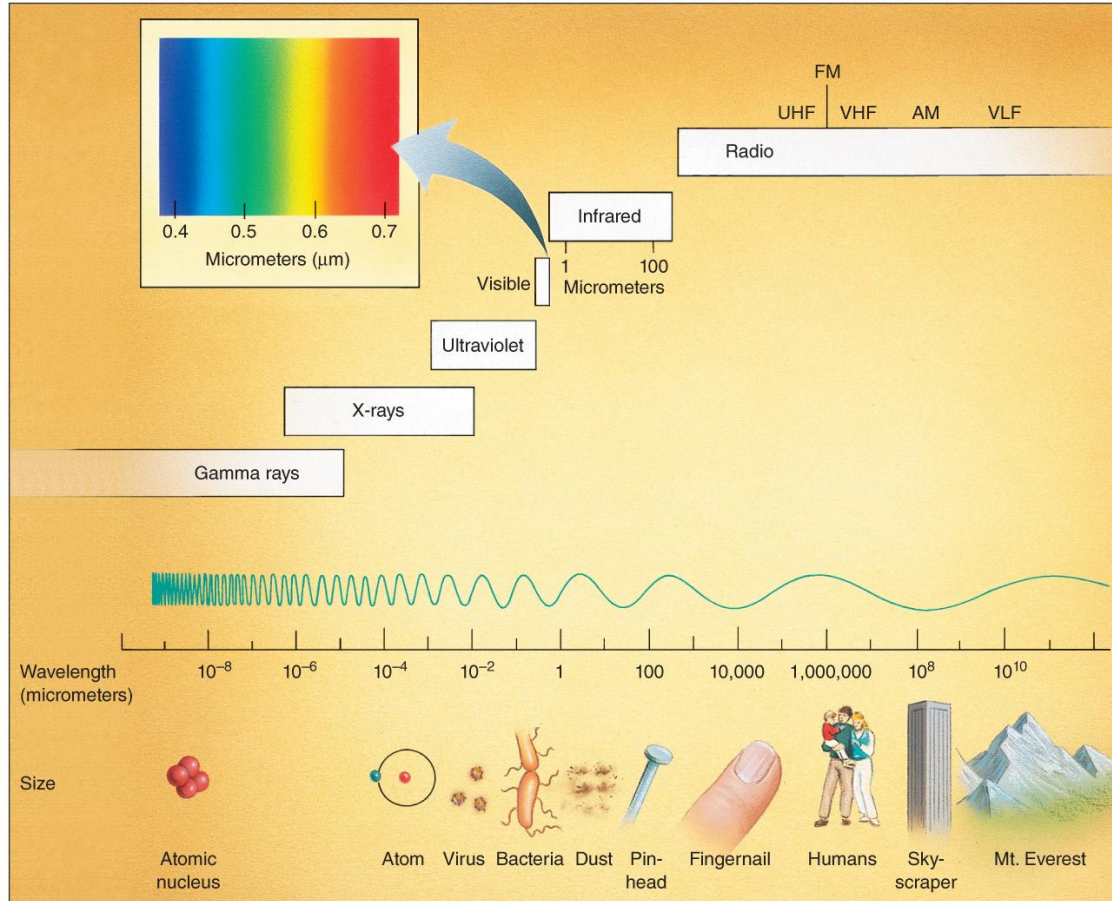 FM
UHF VHF AM VLF
Radio
Infrared
1 100
Micrometers
Visible
0.4 0.5 0.6 0.7
Micrometers (μm)
Ultraviolet
X-rays
Gamma rays
Wavelength
(micrometers)
10⁻⁸ 10⁻⁶ 10⁻⁴ 10⁻² 1 100 10,000 1,000,000 10⁸ 10¹⁰
Size
Atomic
nucleus
Atom
Virus
Bacteria
Dust
Pin-
head
Fingernail
Humans
Sky-
scraper
Mt. Everest